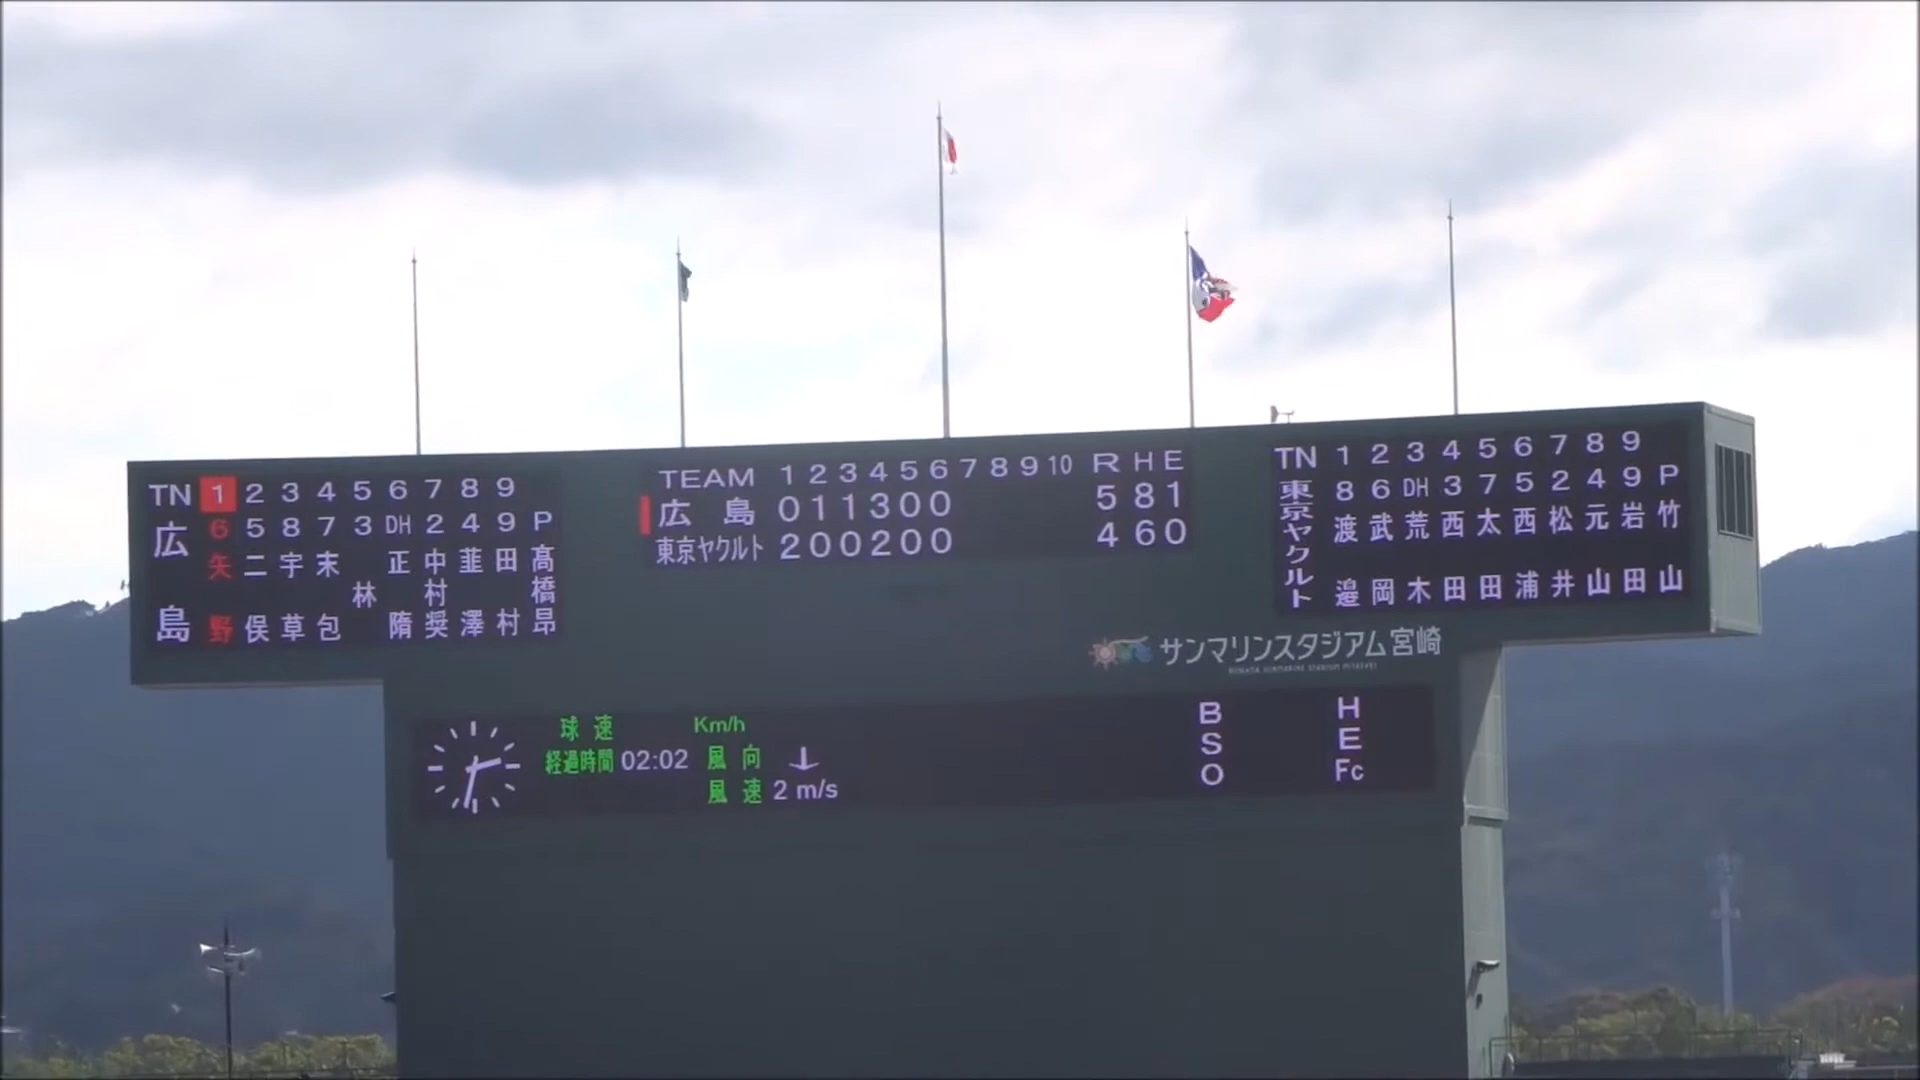 TN 1 2 3 4 5 6 7 8 9
広島 6 5 8 7 3 DH 2 4 9 P
矢野 二俣 宇草 末包 林 正隋 中村奨 韮澤 田村 髙橋昂
TEAM 1 2 3 4 5 6 7 8 9 10 R H E
広島 0 1 1 3 0 0 5 8 1
東京ヤクルト 2 0 0 2 0 0 4 6 0
TN 1 2 3 4 5 6 7 8 9
東京ヤクルト 8 6 DH 3 7 5 2 4 9 P
渡邉 武岡 荒木 西田 太田 西浦 松井 元山 岩田 竹山
サンマリンスタジアム宮崎
球速 Km/h
経過時間 02:02 風向
風速 2 m/s
B H
S E
O Fc